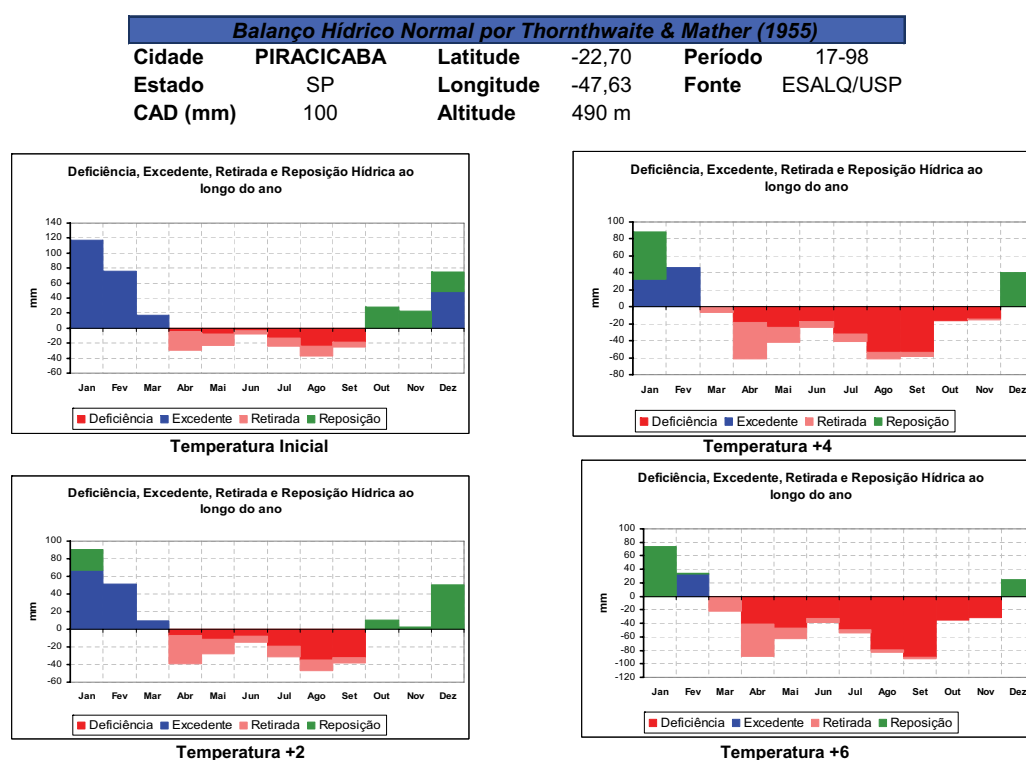 Balanço Hídrico Normal por Thornthwaite & Mather (1955)
Cidade PIRACICABA Latitude -22,70 Período 17-98
Estado SP Longitude -47,63 Fonte ESALQ/USP
CAD (mm) 100 Altitude 490 m
Deficiência, Excedente, Retirada e Reposição Hídrica ao
longo do ano
140
120
100
80
60
40
20
0
-20
-40
-60
mm
Jan Fev Mar Abr Mai Jun Jul Ago Set Out Nov Dez
Deficiência Excedente Retirada Reposição
Temperatura Inicial
Deficiência, Excedente, Retirada e Reposição Hídrica ao
longo do ano
100
80
60
40
20
0
-20
-40
-60
-80
mm
Jan Fev Mar Abr Mai Jun Jul Ago Set Out Nov Dez
Deficiência Excedente Retirada Reposição
Temperatura +4
Deficiência, Excedente, Retirada e Reposição Hídrica ao
longo do ano
100
80
60
40
20
0
-20
-40
-60
mm
Jan Fev Mar Abr Mai Jun Jul Ago Set Out Nov Dez
Deficiência Excedente Retirada Reposição
Temperatura +2
Deficiência, Excedente, Retirada e Reposição Hídrica ao
longo do ano
100
80
60
40
20
0
-20
-40
-60
-80
-100
-120
mm
Jan Fev Mar Abr Mai Jun Jul Ago Set Out Nov Dez
Deficiência Excedente Retirada Reposição
Temperatura +6